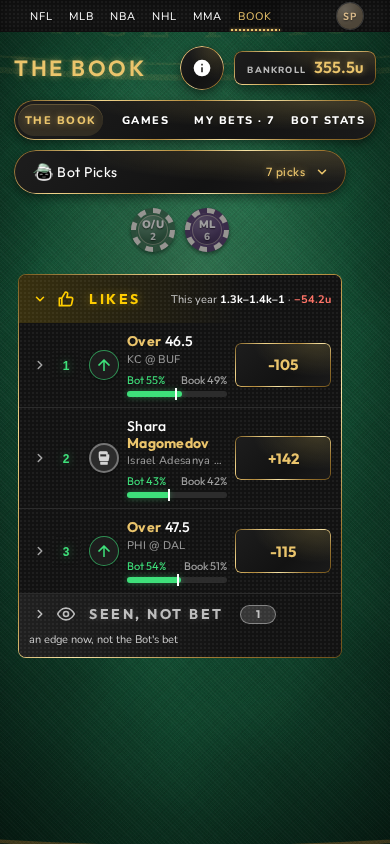 NFL MLB NBA NHL MMA BOOK SP
THE BOOK
BANKROLL 355.5u
THE BOOK GAMES MY BETS · 7 BOT STATS
Bot Picks 7 picks
O/U
2
ML
6
LIKES This year 1.3k–1.4k–1 · −54.2u
1
Over 46.5
KC @ BUF
Bot 55% Book 49%
-105
2
Shara
Magomedov
Israel Adesanya ...
Bot 43% Book 42%
+142
3
Over 47.5
PHI @ DAL
Bot 54% Book 51%
-115
SEEN, NOT BET 1
an edge now, not the Bot's bet